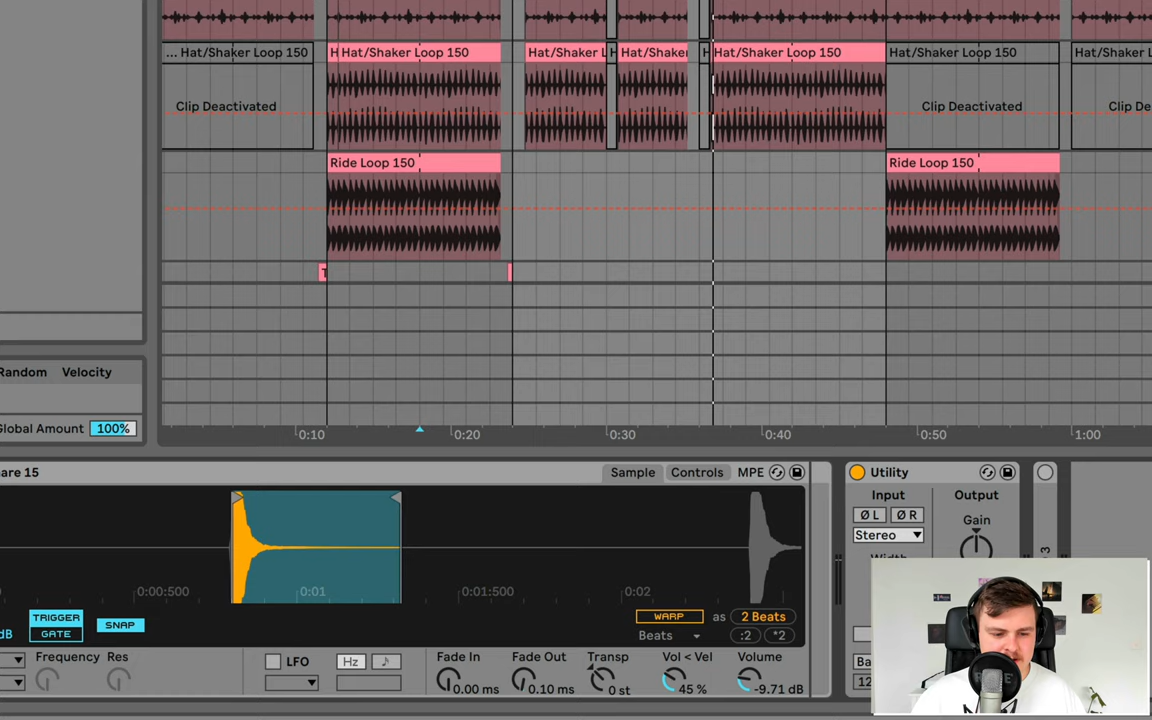 ... Hat/Shaker Loop 150
H Hat/Shaker Loop 150
Hat/Shaker L
H
Hat/Shaker
H
Hat/Shaker Loop 150
Hat/Shaker Loop 150
Hat/Shaker L
Clip Deactivated
Clip Deactivated
Clip De
Ride Loop 150
Ride Loop 150
T
Random Velocity
Global Amount 100%
0:10 0:20 0:30 0:40 0:50 1:00
are 15
Sample Controls MPE
Utility
Input Output
Ø L Ø R Gain
Stereo
0:00:500 0:01 0:01:500 0:02
TRIGGER
GATE
SNAP
dB
WARP as 2 Beats
Beats :2 *2
Frequency Res
LFO Hz
Fade In Fade Out Transp Vol < Vel Volume
0.00 ms 0.10 ms 0 st 45 % -9.71 dB
Ba
12
3